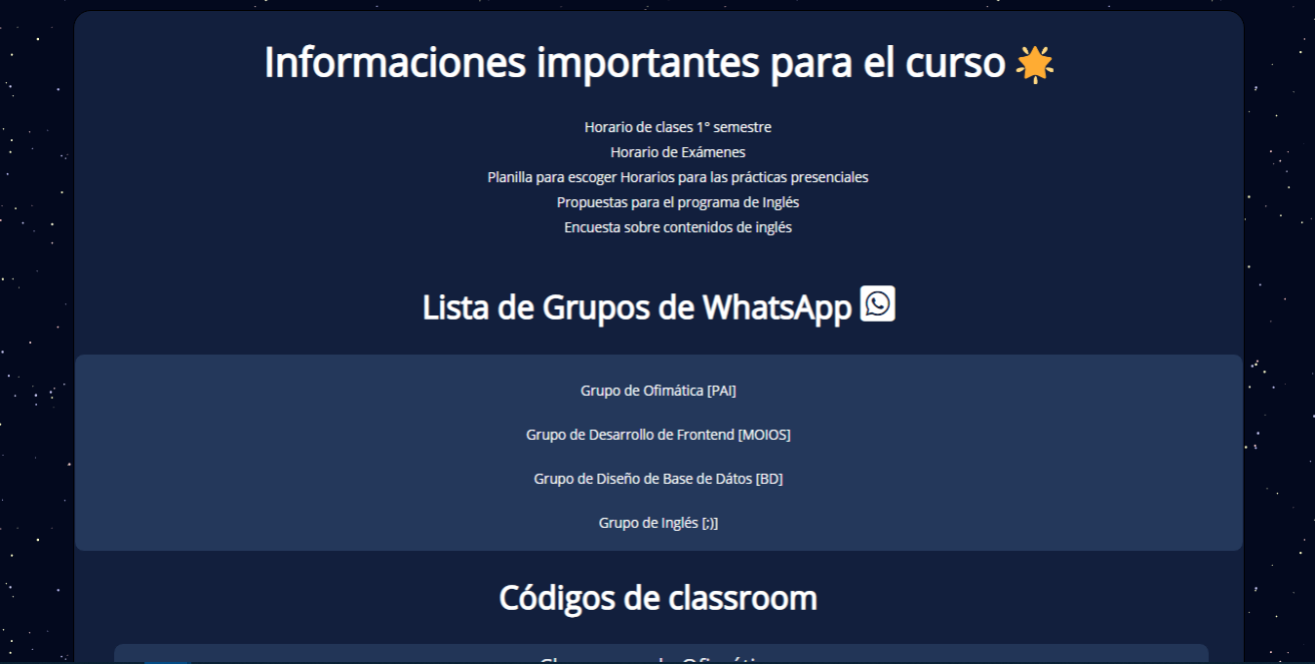 Informaciones importantes para el curso 🌟
Horario de clases 1° semestre
Horario de Exámenes
Planilla para escoger Horarios para las prácticas presenciales
Propuestas para el programa de Inglés
Encuesta sobre contenidos de inglés
Lista de Grupos de WhatsApp
Grupo de Ofimática [PAI]
Grupo de Desarrollo de Frontend [MOIOS]
Grupo de Diseño de Base de Dátos [BD]
Grupo de Inglés [;)]
Códigos de classroom